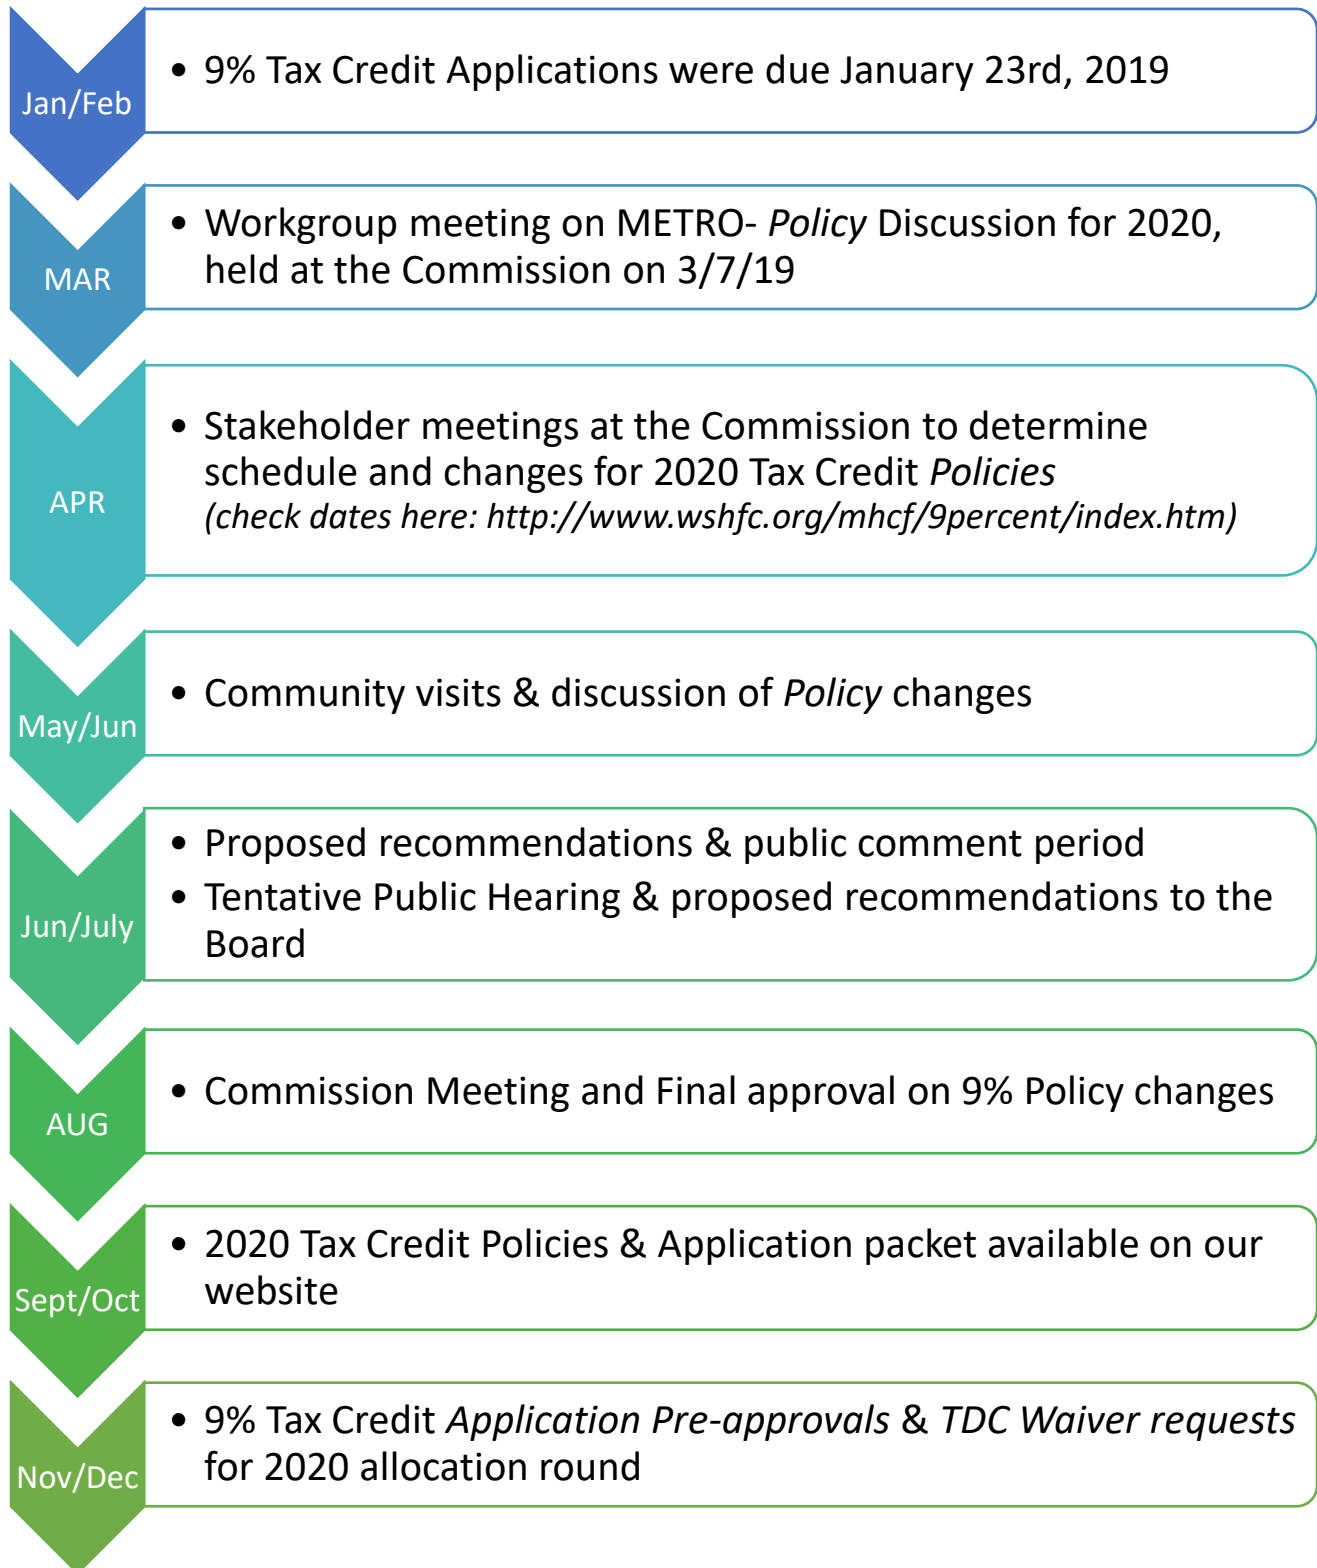 Jan/Feb
• 9% Tax Credit Applications were due January 23rd, 2019
MAR
• Workgroup meeting on METRO- Policy Discussion for 2020,
held at the Commission on 3/7/19
APR
• Stakeholder meetings at the Commission to determine
schedule and changes for 2020 Tax Credit Policies
(check dates here: http://www.wshfc.org/mhcf/9percent/index.htm)
May/Jun
• Community visits & discussion of Policy changes
Jun/July
• Proposed recommendations & public comment period
• Tentative Public Hearing & proposed recommendations to the
Board
AUG
• Commission Meeting and Final approval on 9% Policy changes
Sept/Oct
• 2020 Tax Credit Policies & Application packet available on our
website
Nov/Dec
• 9% Tax Credit Application Pre-approvals & TDC Waiver requests
for 2020 allocation round